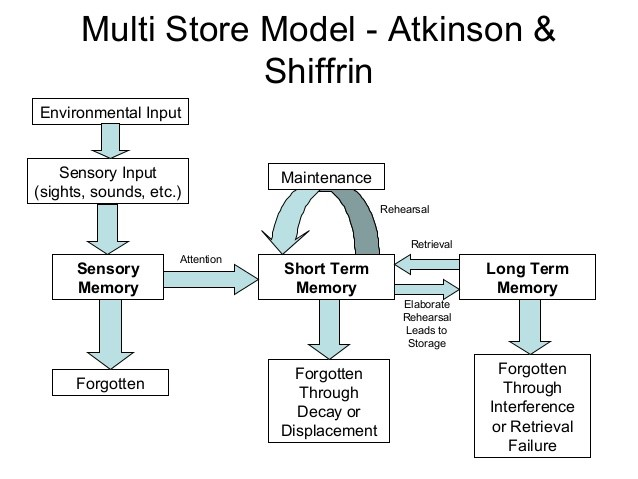 Multi Store Model - Atkinson &
Shiffrin
Environmental Input
Sensory Input
(sights, sounds, etc.)
Maintenance
Rehearsal
Sensory
Memory
Attention
Short Term
Memory
Retrieval
Elaborate
Rehearsal
Leads to
Storage
Long Term
Memory
Forgotten
Forgotten
Through
Decay or
Displacement
Forgotten
Through
Interference
or Retrieval
Failure